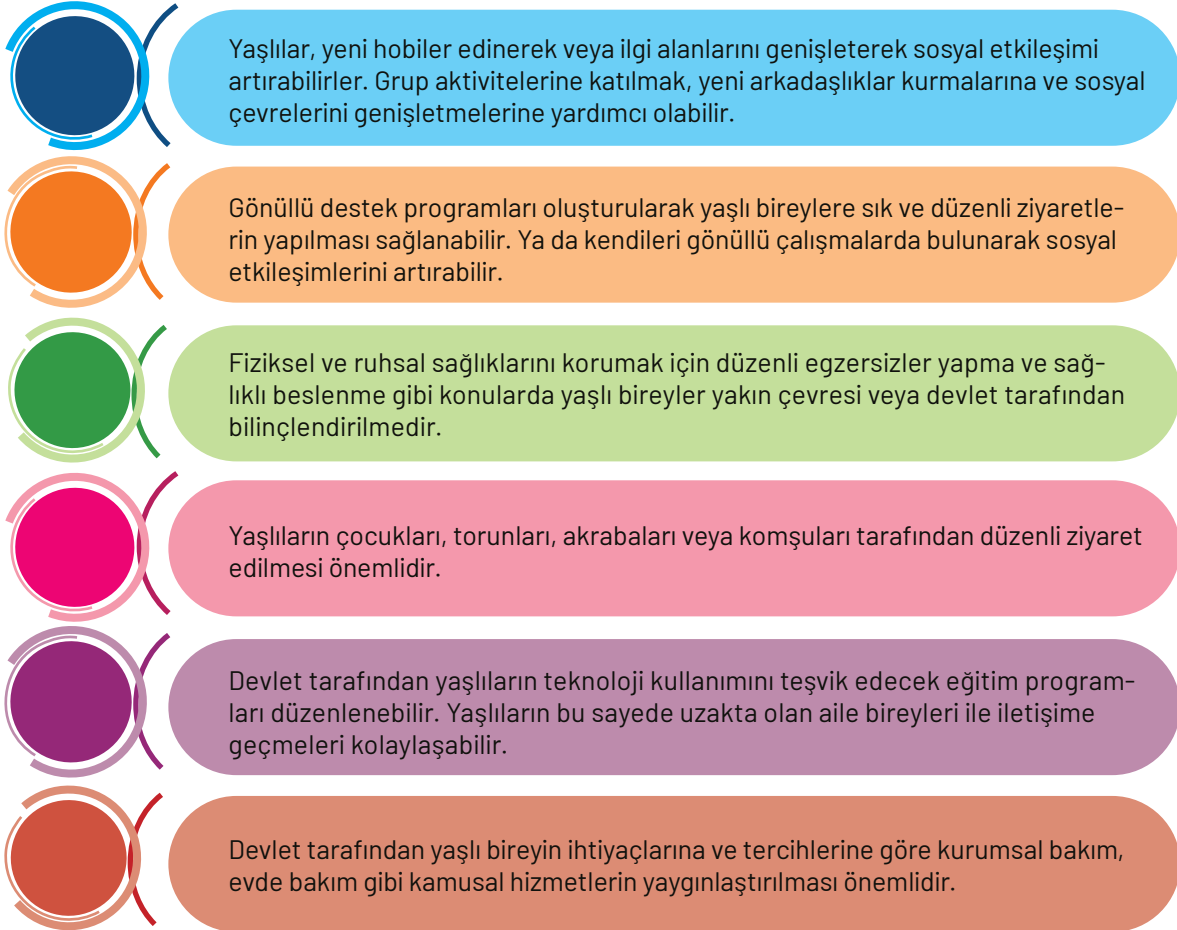 Yaşlılar, yeni hobiler edinerek veya ilgi alanlarını genişleterek sosyal etkileşimi
artırabilirler. Grup aktivitelerine katılmak, yeni arkadaşlıklar kurmalarına ve sosyal
çevrelerini genişletmelerine yardımcı olabilir.
Gönüllü destek programları oluşturularak yaşlı bireylere sık ve düzenli ziyaretle-
rin yapılması sağlanabilir. Ya da kendileri gönüllü çalışmalarda bulunarak sosyal
etkileşimlerini artırabilir.
Fiziksel ve ruhsal sağlıklarını korumak için düzenli egzersizler yapma ve sağ-
lıklı beslenme gibi konularda yaşlı bireyler yakın çevresi veya devlet tarafından
bilinçlendirilmedir.
Yaşlıların çocukları, torunları, akrabaları veya komşuları tarafından düzenli ziyaret
edilmesi önemlidir.
Devlet tarafından yaşlıların teknoloji kullanımını teşvik edecek eğitim program-
ları düzenlenebilir. Yaşlıların bu sayede uzakta olan aile bireyleri ile iletişime
geçmeleri kolaylaşabilir.
Devlet tarafından yaşlı bireyin ihtiyaçlarına ve tercihlerine göre kurumsal bakım,
evde bakım gibi kamusal hizmetlerin yaygınlaştırılması önemlidir.